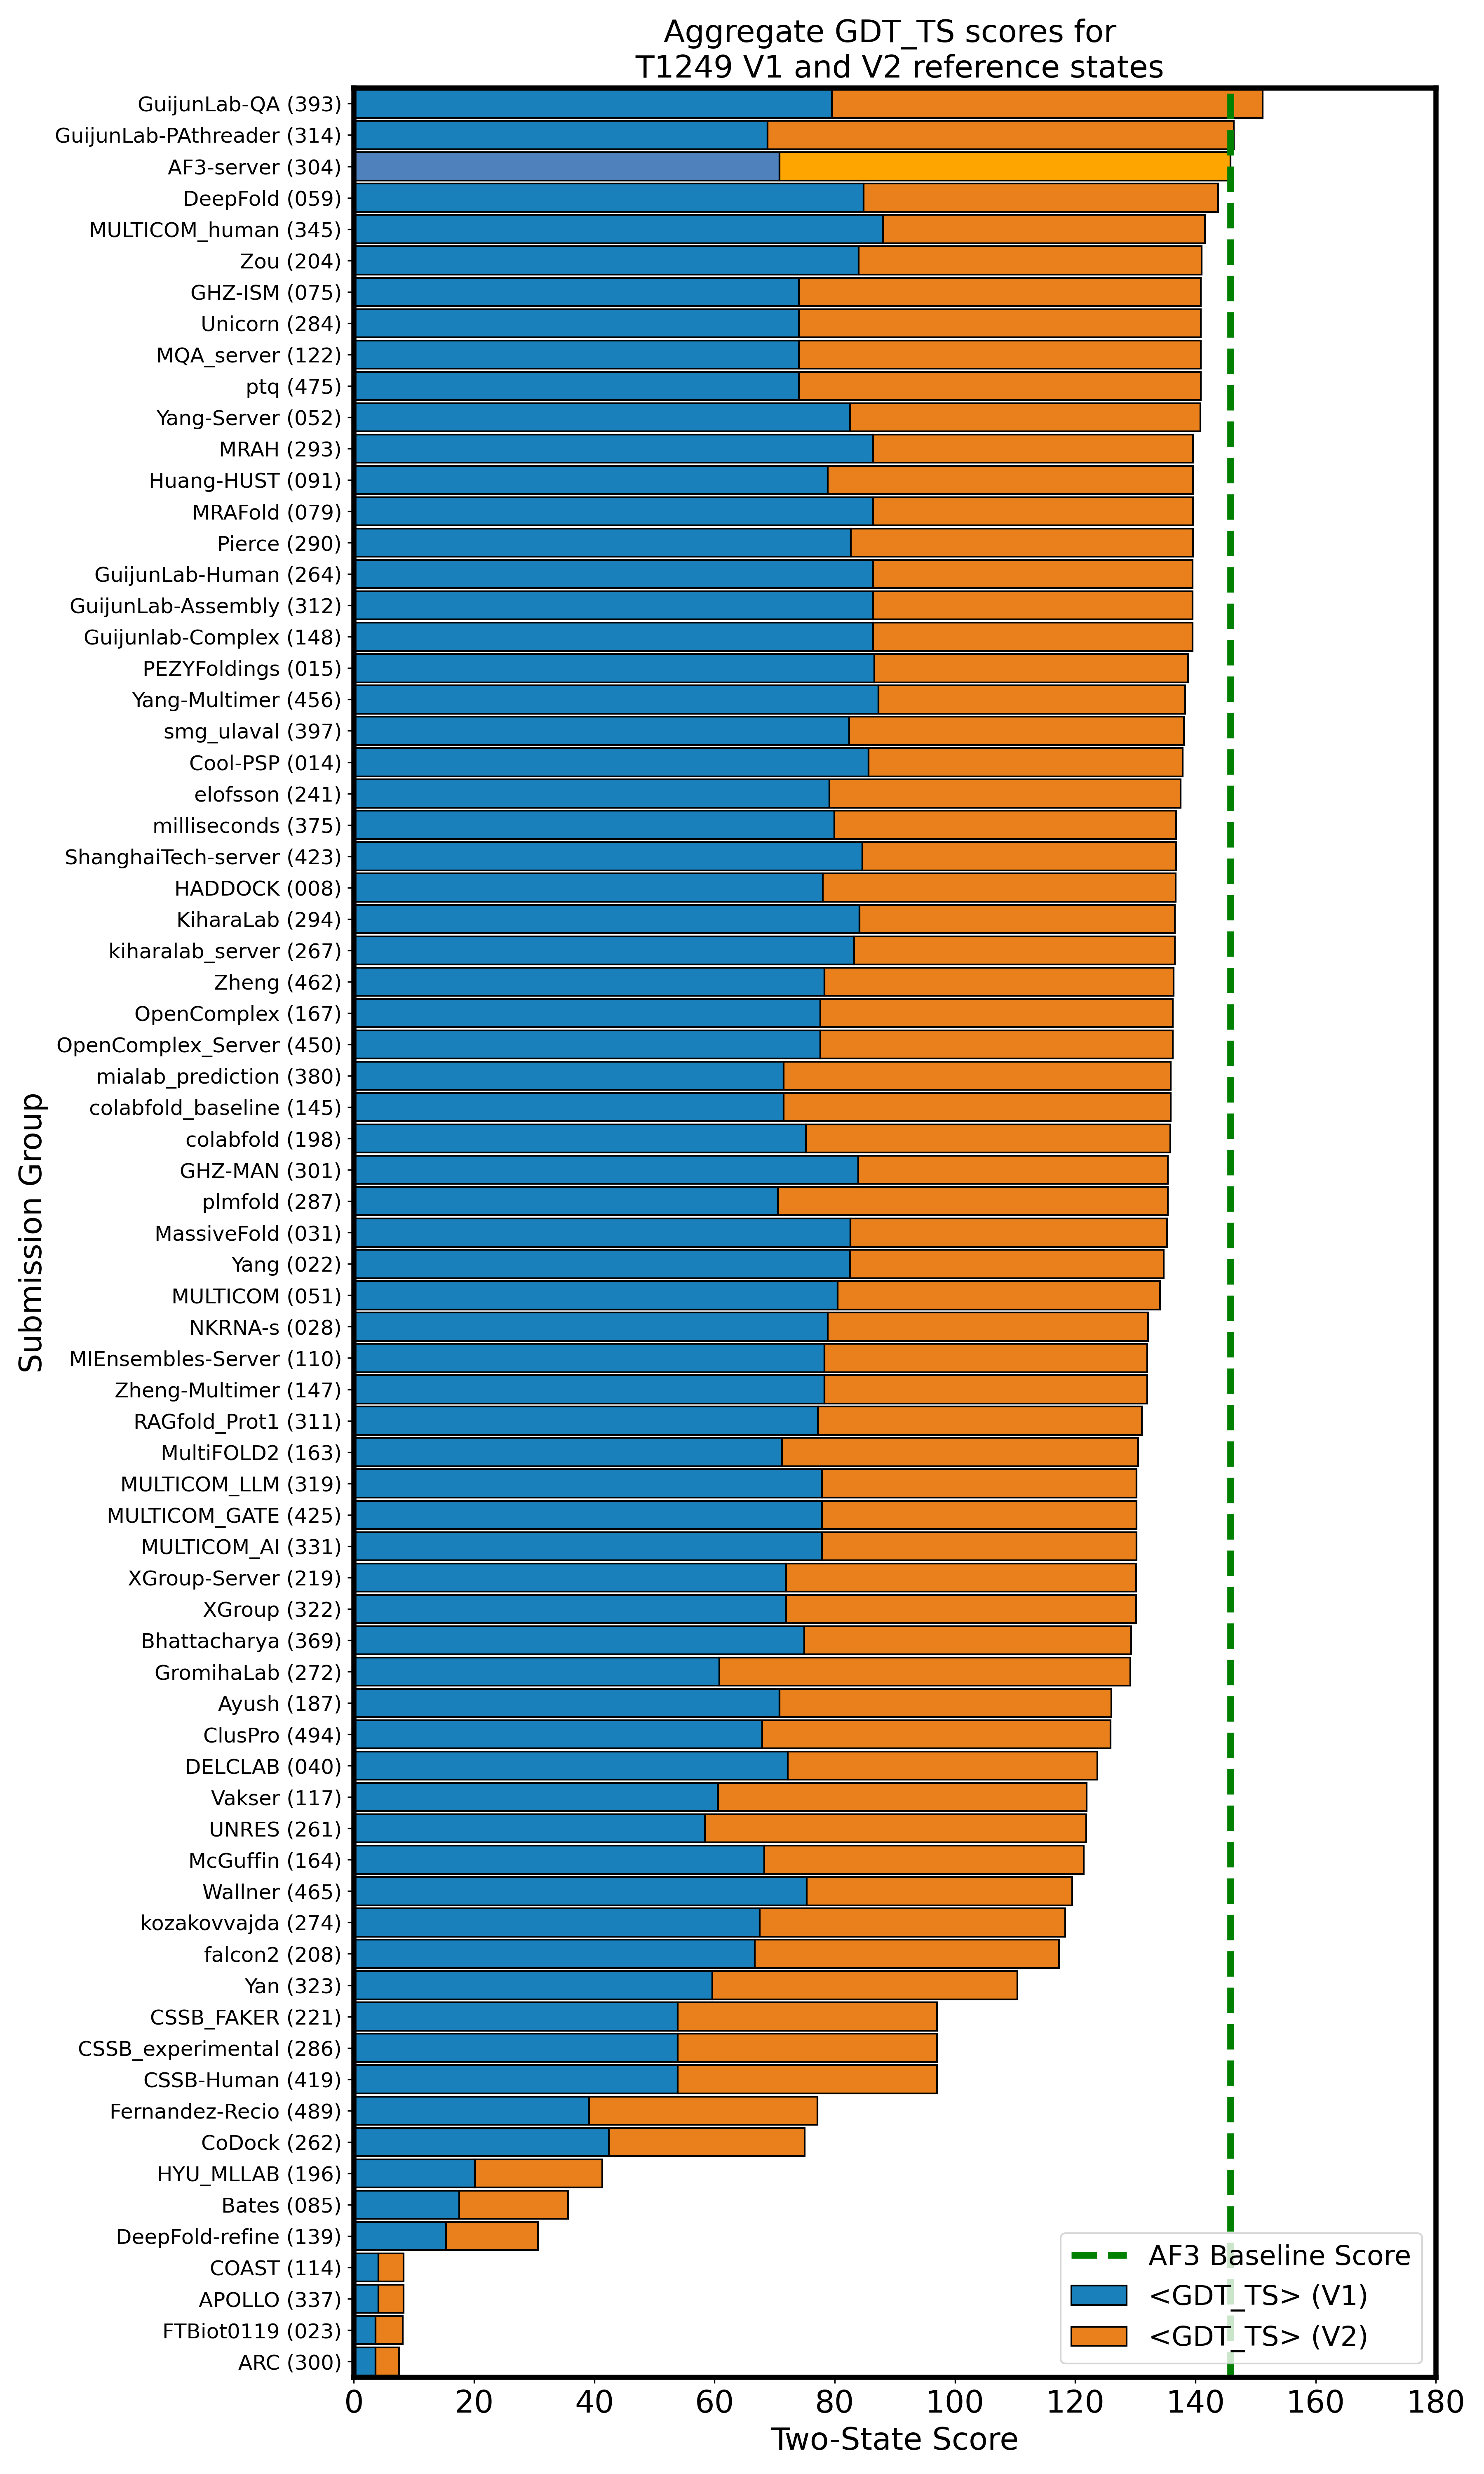 Aggregate GDT_TS scores for
T1249 V1 and V2 reference states
Submission Group
GuijunLab-QA (393)
GuijunLab-PAthreader (314)
AF3-server (304)
DeepFold (059)
MULTICOM_human (345)
Zou (204)
GHZ-ISM (075)
Unicorn (284)
MQA_server (122)
ptq (475)
Yang-Server (052)
MRAH (293)
Huang-HUST (091)
MRAFold (079)
Pierce (290)
GuijunLab-Human (264)
GuijunLab-Assembly (312)
Guijunlab-Complex (148)
PEZYFoldings (015)
Yang-Multimer (456)
smg_ulaval (397)
Cool-PSP (014)
elofsson (241)
milliseconds (375)
ShanghaiTech-server (423)
HADDOCK (008)
KiharaLab (294)
kiharalab_server (267)
Zheng (462)
OpenComplex (167)
OpenComplex_Server (450)
mialab_prediction (380)
colabfold_baseline (145)
colabfold (198)
GHZ-MAN (301)
plmfold (287)
MassiveFold (031)
Yang (022)
MULTICOM (051)
NKRNA-s (028)
MIEnsembles-Server (110)
Zheng-Multimer (147)
RAGfold_Prot1 (311)
MultiFOLD2 (163)
MULTICOM_LLM (319)
MULTICOM_GATE (425)
MULTICOM_AI (331)
XGroup-Server (219)
XGroup (322)
Bhattacharya (369)
GromihaLab (272)
Ayush (187)
ClusPro (494)
DELCLAB (040)
Vakser (117)
UNRES (261)
McGuffin (164)
Wallner (465)
kozakovvajda (274)
falcon2 (208)
Yan (323)
CSSB_FAKER (221)
CSSB_experimental (286)
CSSB-Human (419)
Fernandez-Recio (489)
CoDock (262)
HYU_MLLAB (196)
Bates (085)
DeepFold-refine (139)
COAST (114)
APOLLO (337)
FTBiot0119 (023)
ARC (300)
AF3 Baseline Score
<GDT_TS> (V1)
<GDT_TS> (V2)
0 20 40 60 80 100 120 140 160 180
Two-State Score